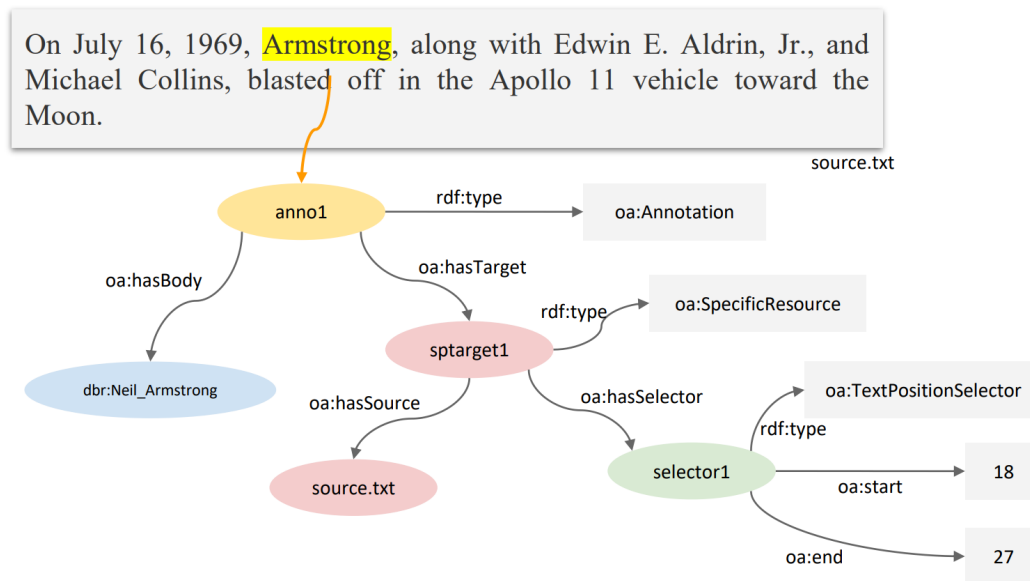 On July 16, 1969, Armstrong, along with Edwin E. Aldrin, Jr., and
Michael Collins, blasted off in the Apollo 11 vehicle toward the
Moon.
source.txt
anno1
rdf:type
oa:Annotation
oa:hasBody
oa:hasTarget
rdf:type
oa:SpecificResource
sptarget1
dbr:Neil_Armstrong
oa:hasSource
oa:hasSelector
oa:TextPositionSelector
rdf:type
source.txt
selector1
18
oa:start
oa:end
27